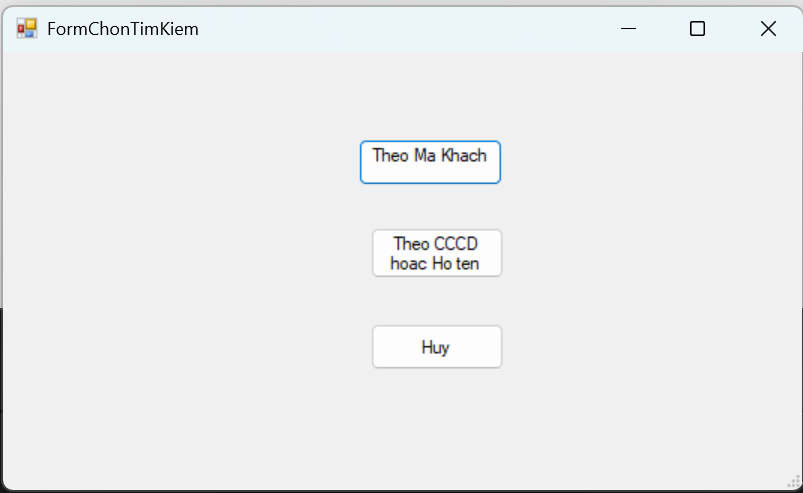 FormChonTimKiem
Theo Ma Khach
Theo CCCD
hoac Ho ten
Huy